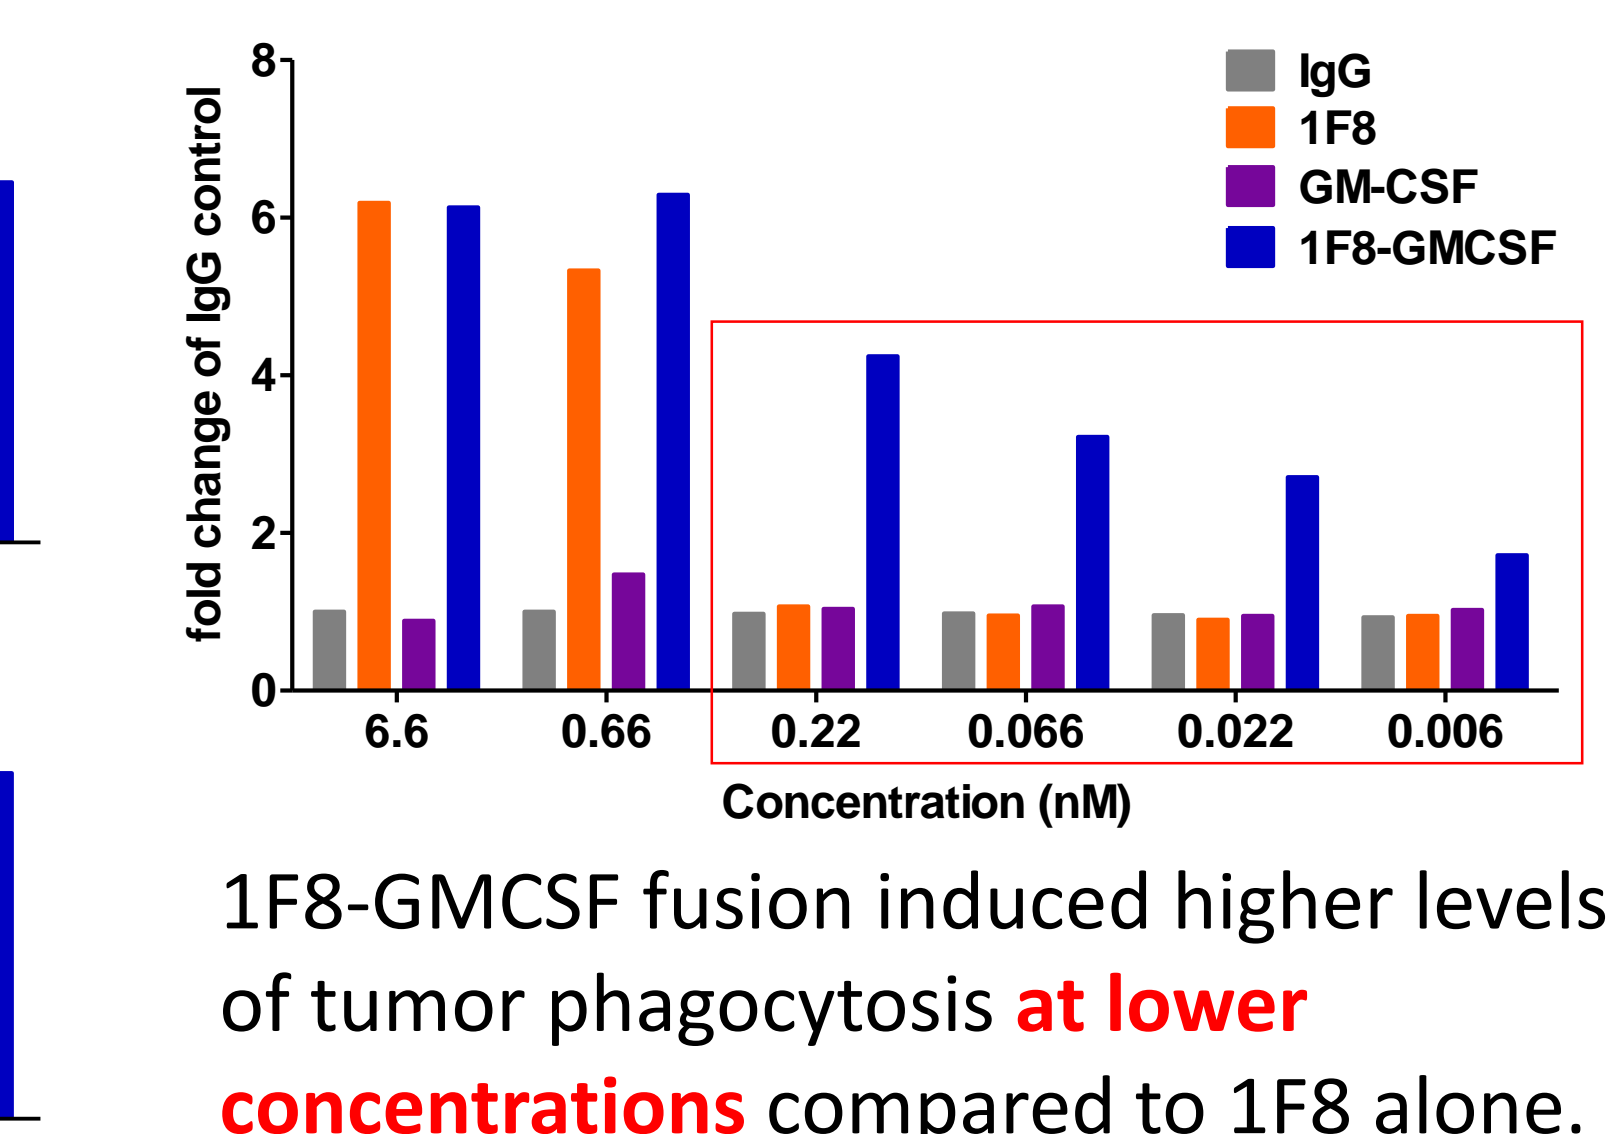 8
6
4
2
0
fold change of IgG control
IgG
1F8
GM-CSF
1F8-GMCSF
6.6 0.66 0.22 0.066 0.022 0.006
Concentration (nM)
1F8-GMCSF fusion induced higher levels
of tumor phagocytosis at lower
concentrations compared to 1F8 alone.